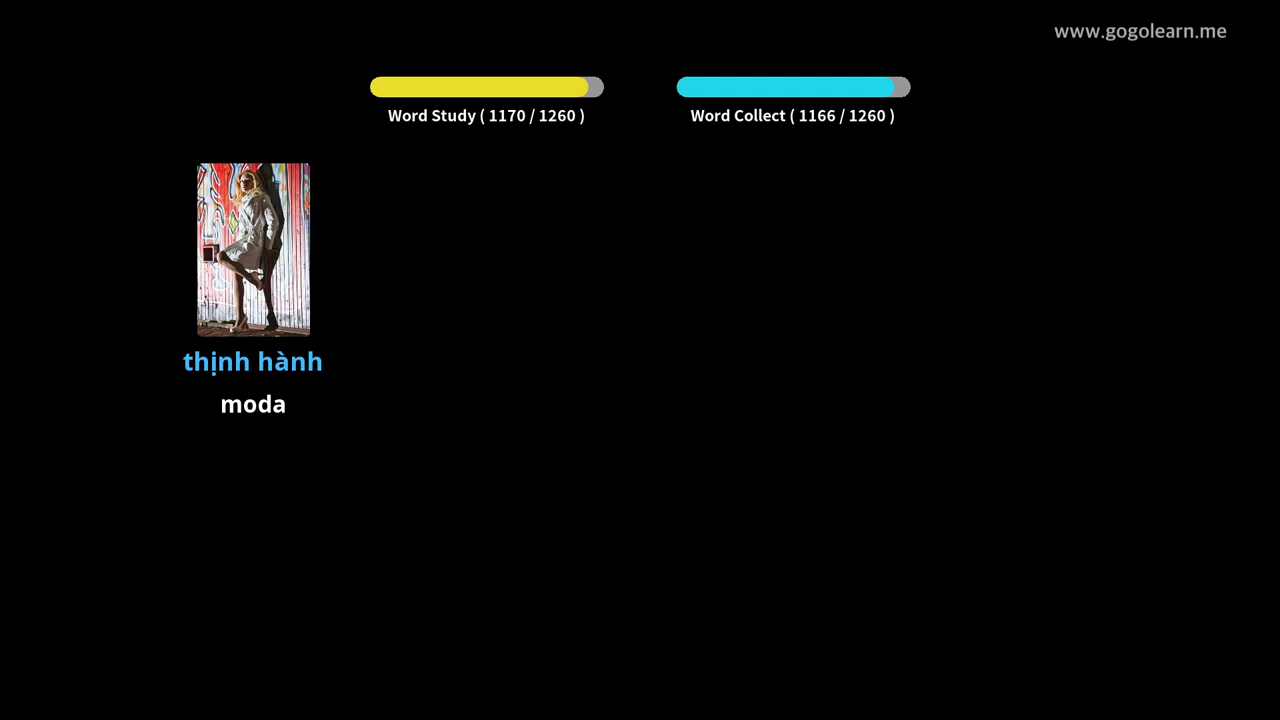 www.gogolearn.me
Word Study ( 1170 / 1260 )
Word Collect ( 1166 / 1260 )
thịnh hành
moda